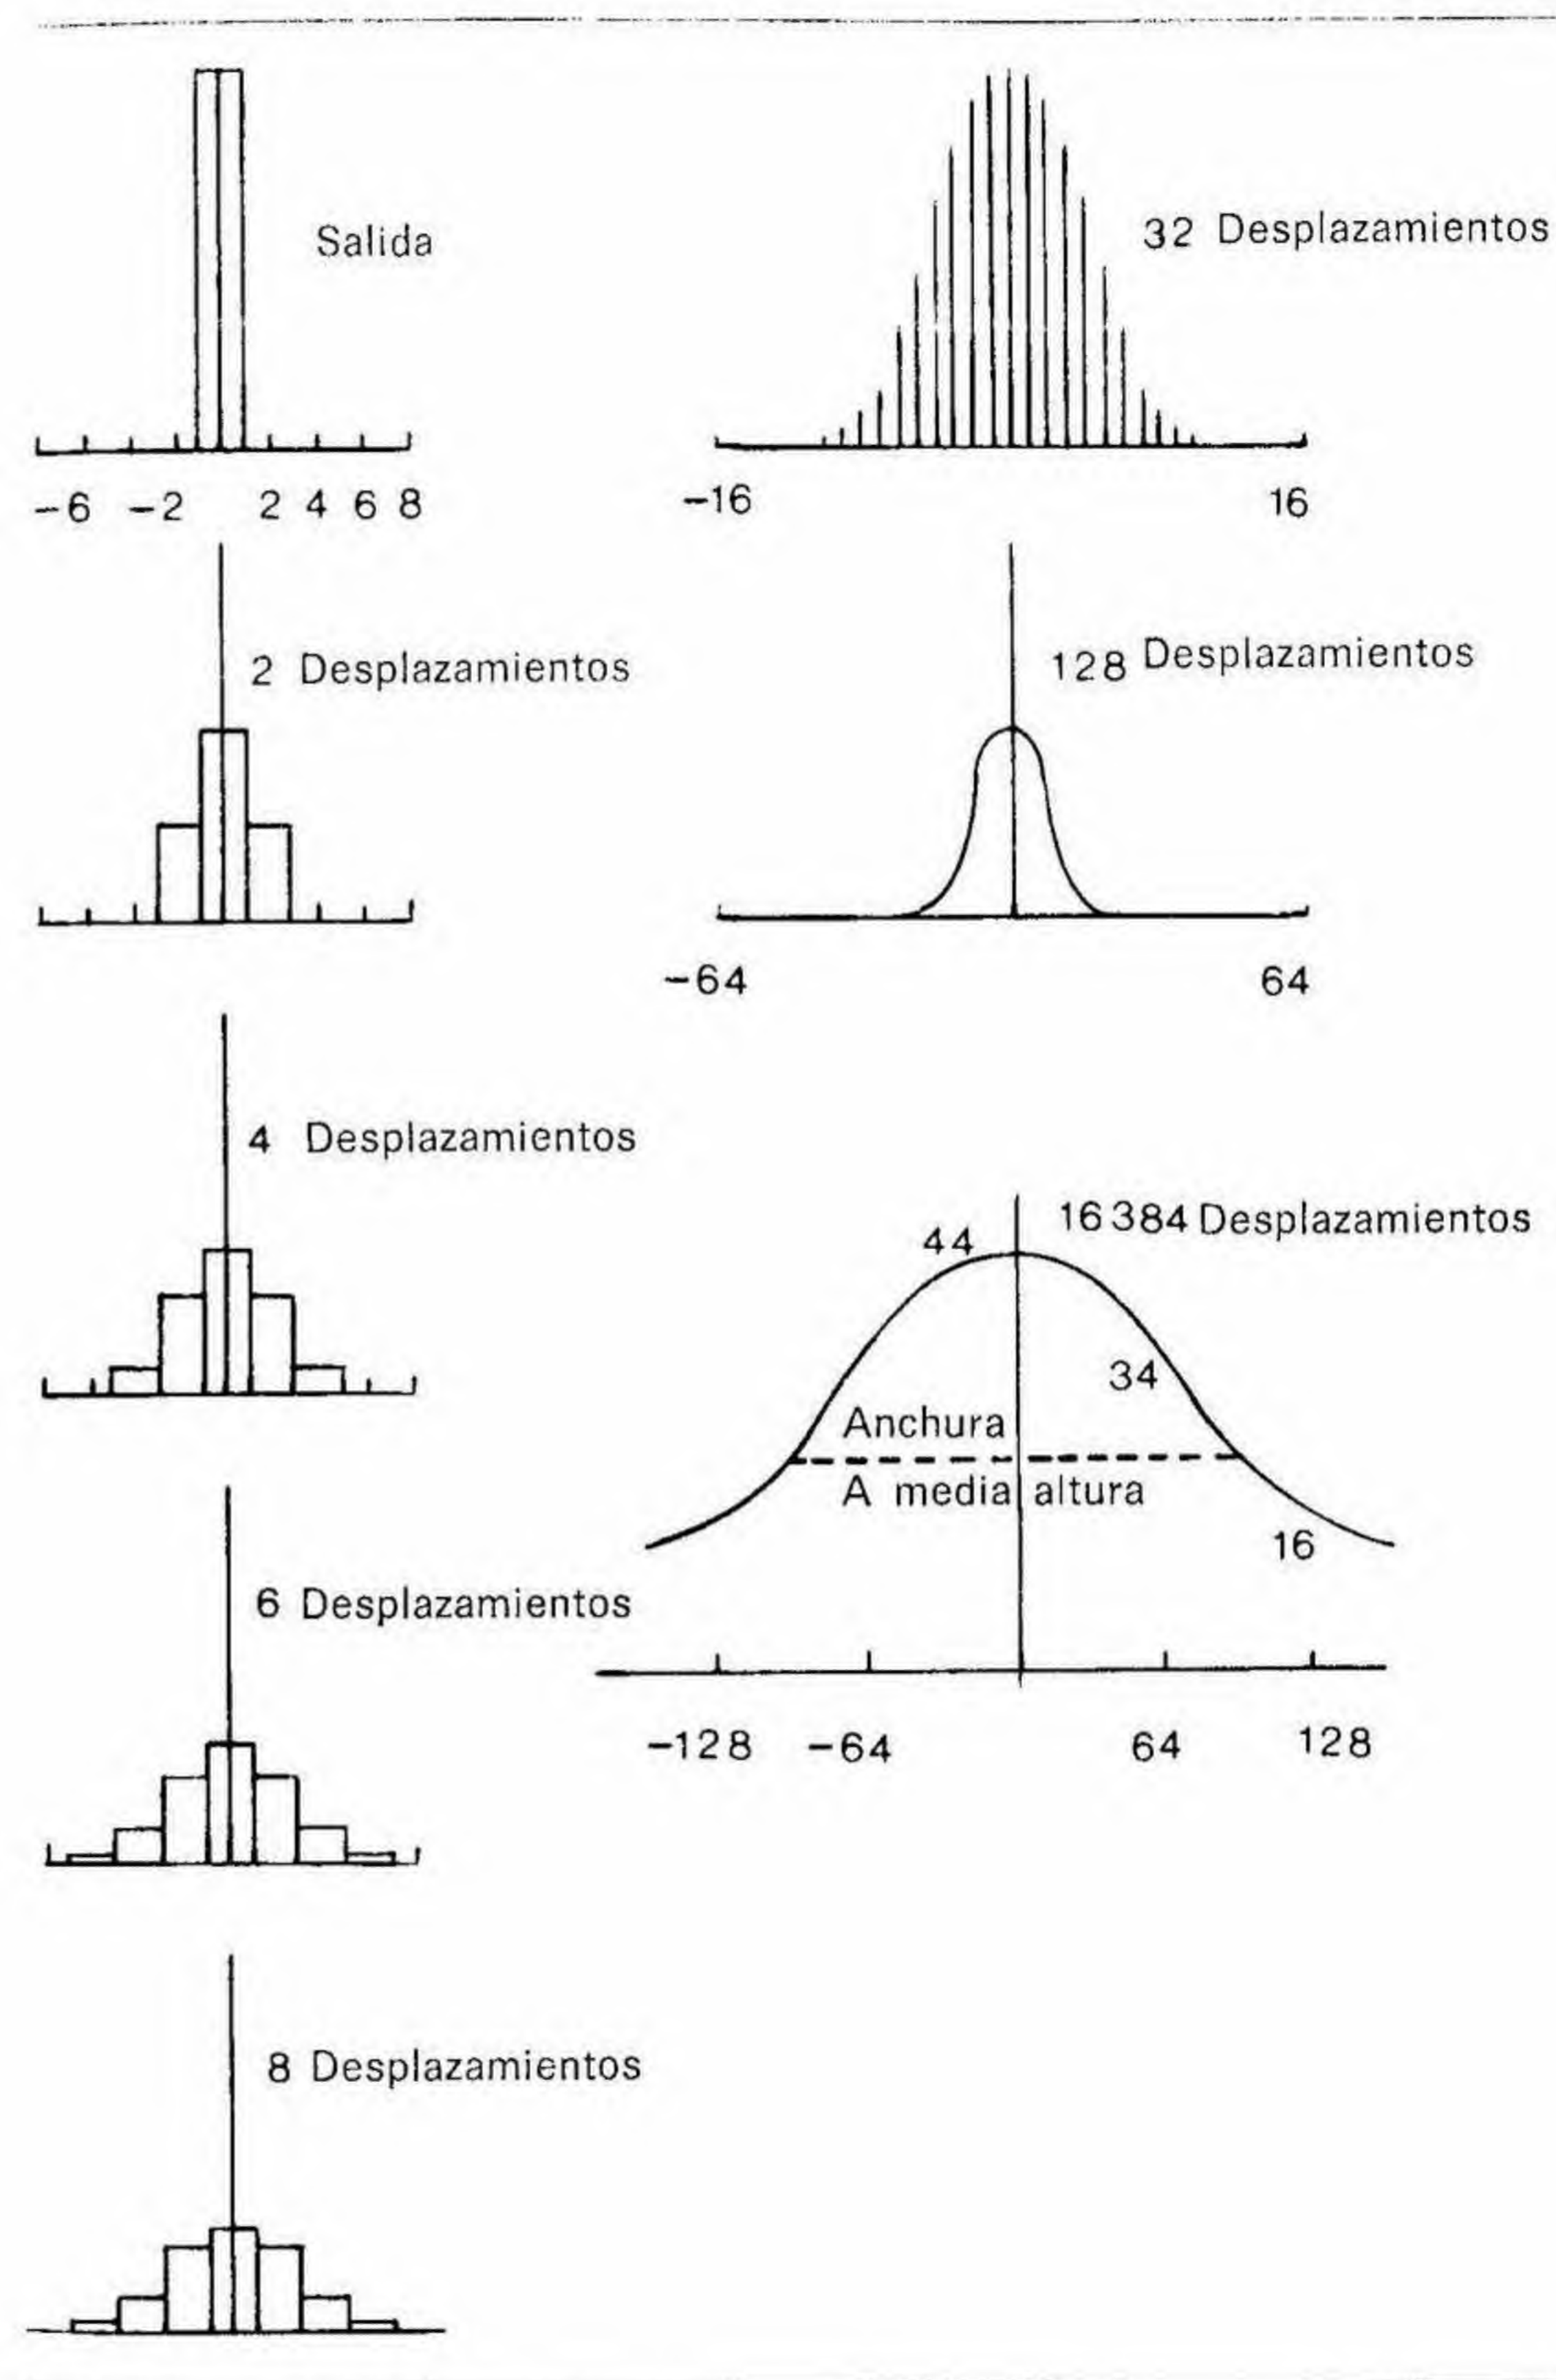 Salida
-6 -2 2 4 6 8
2 Desplazamientos
4 Desplazamientos
6 Desplazamientos
8 Desplazamientos
32 Desplazamientos
-16 16
128 Desplazamientos
-64 64
16384 Desplazamientos
44
34
Anchura
A media altura
16
-128 -64 64 128